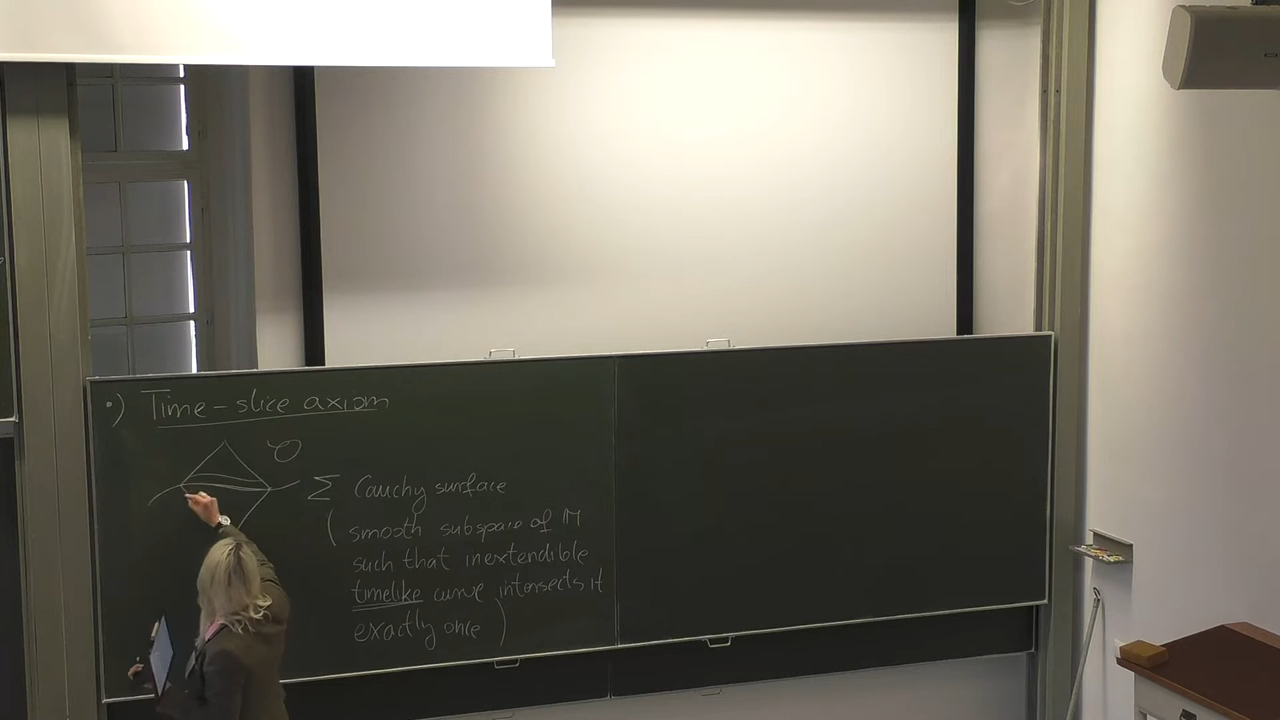 •) Time-slice axiom
O
Σ Cauchy surface
( smooth subspace of M
such that inextendible
timelike curve intersects it
exactly once )